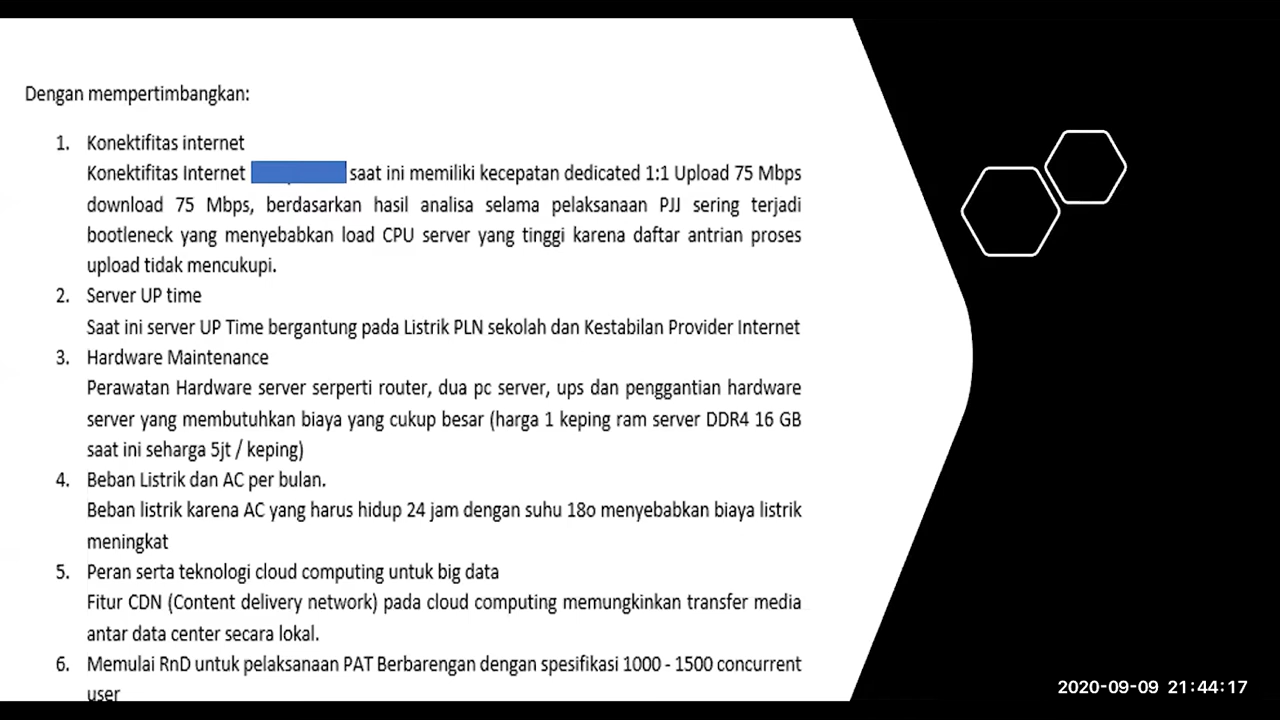 Dengan mempertimbangkan:
1. Konektifitas internet
Konektifitas Internet saat ini memiliki kecepatan dedicated 1:1 Upload 75 Mbps
download 75 Mbps, berdasarkan hasil analisa selama pelaksanaan PJJ sering terjadi
bootleneck yang menyebabkan load CPU server yang tinggi karena daftar antrian proses
upload tidak mencukupi.
2. Server UP time
Saat ini server UP Time bergantung pada Listrik PLN sekolah dan Kestabilan Provider Internet
3. Hardware Maintenance
Perawatan Hardware server serperti router, dua pc server, ups dan penggantian hardware
server yang membutuhkan biaya yang cukup besar (harga 1 keping ram server DDR4 16 GB
saat ini seharga 5jt / keping)
4. Beban Listrik dan AC per bulan.
Beban listrik karena AC yang harus hidup 24 jam dengan suhu 18o menyebabkan biaya listrik
meningkat
5. Peran serta teknologi cloud computing untuk big data
Fitur CDN (Content delivery network) pada cloud computing memungkinkan transfer media
antar data center secara lokal.
6. Memulai RnD untuk pelaksanaan PAT Berbarengan dengan spesifikasi 1000 - 1500 concurrent
user
2020-09-09 21:44:17